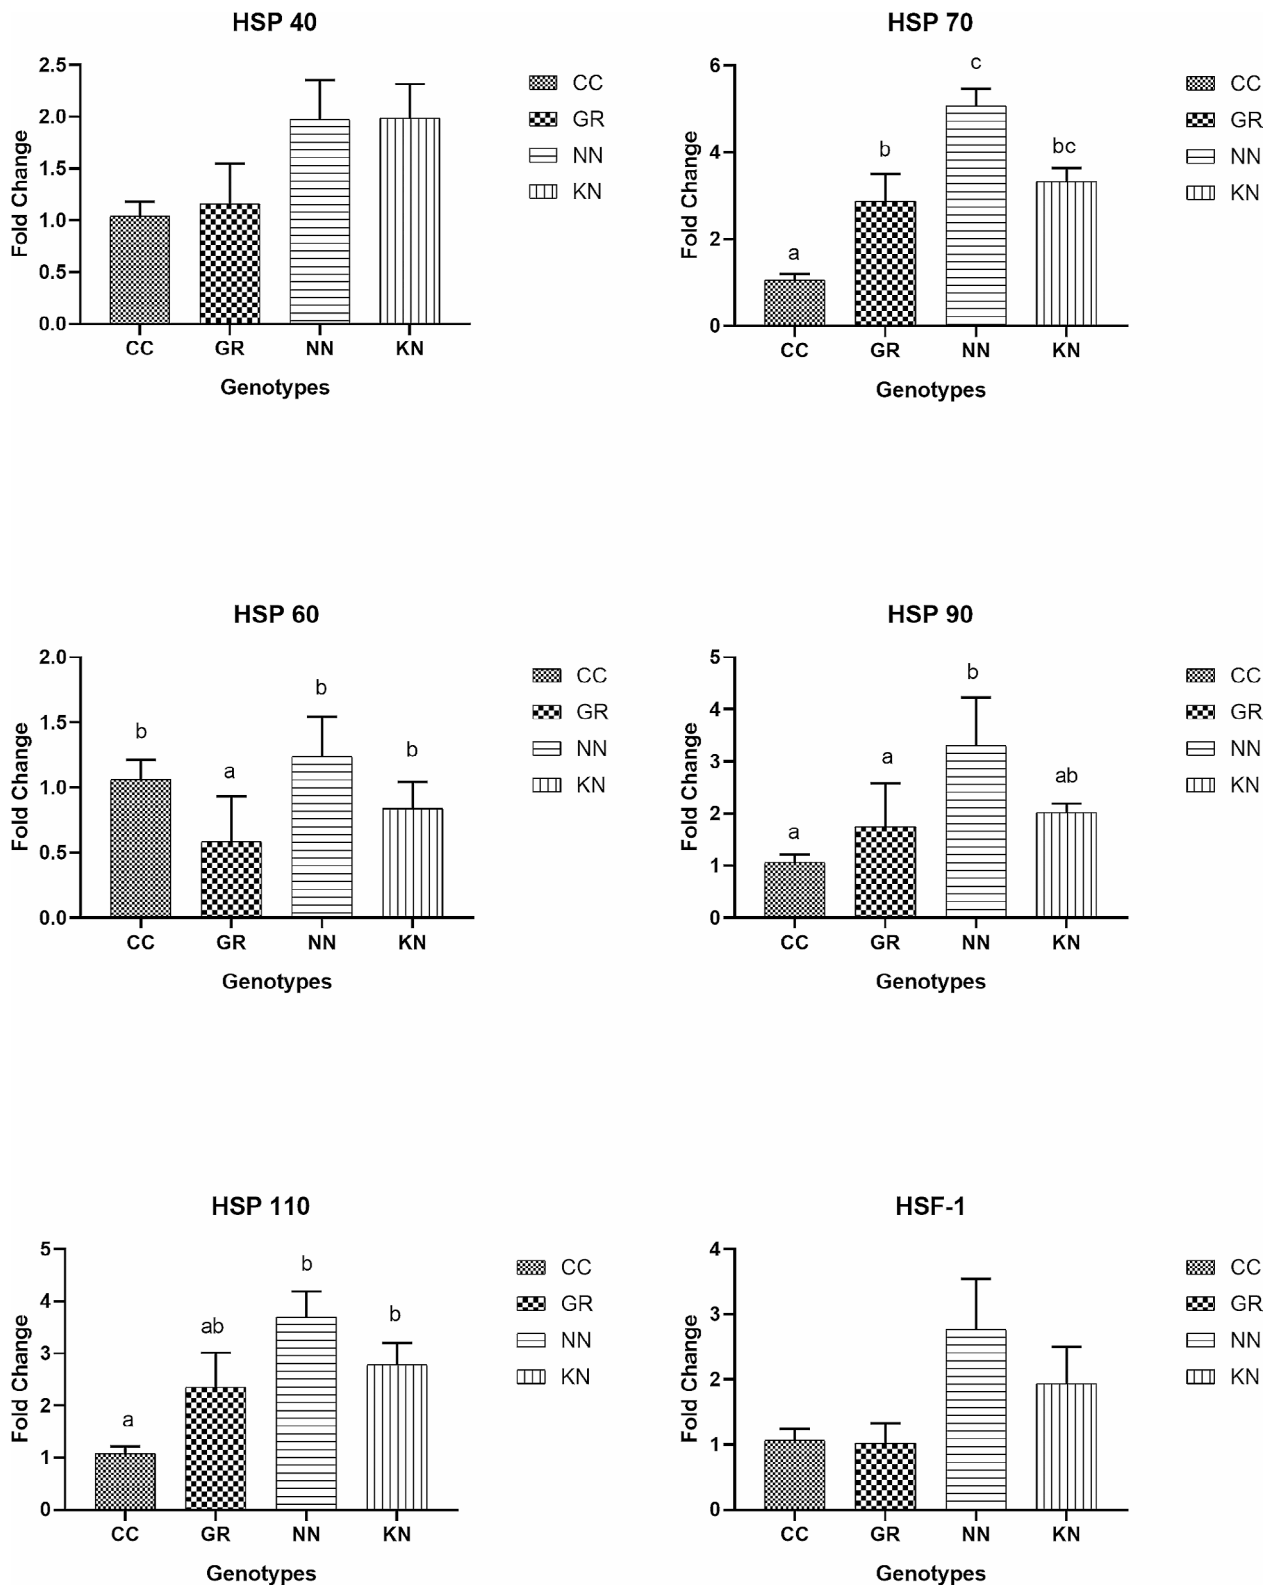 HSP 40
2.5
2.0
1.5
1.0
0.5
0.0
Fold Change
CC
GR
NN
KN
Genotypes
CC
GR
NN
KN
HSP 70
6
4
2
0
Fold Change
a
b
c
bc
CC
GR
NN
KN
Genotypes
CC
GR
NN
KN
HSP 60
2.0
1.5
1.0
0.5
0.0
Fold Change
b
a
b
b
CC
GR
NN
KN
Genotypes
CC
GR
NN
KN
HSP 90
5
4
3
2
1
0
Fold Change
a
a
b
ab
CC
GR
NN
KN
Genotypes
CC
GR
NN
KN
HSP 110
5
4
3
2
1
0
Fold Change
a
ab
b
b
CC
GR
NN
KN
Genotypes
CC
GR
NN
KN
HSF-1
4
3
2
1
0
Fold Change
CC
GR
NN
KN
Genotypes
CC
GR
NN
KN